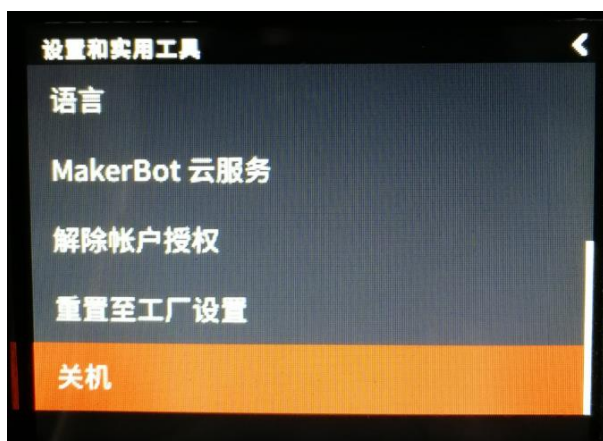 设置和实用工具
语言
MakerBot 云服务
解除帐户授权
重置至工厂设置
关机